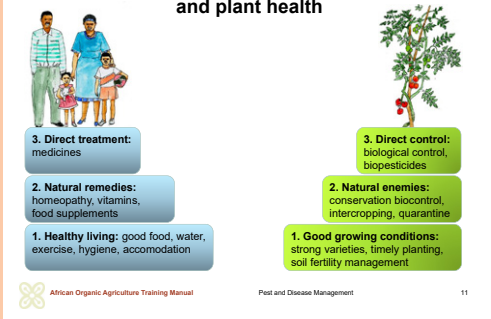 and plant health
3. Direct treatment:
medicines
2. Natural remedies:
homeopathy, vitamins,
food supplements
1. Healthy living: good food, water,
exercise, hygiene, accomodation
3. Direct control:
biological control,
biopesticides
2. Natural enemies:
conservation biocontrol,
intercropping, quarantine
1. Good growing conditions:
strong varieties, timely planting,
soil fertility management
African Organic Agriculture Training Manual
Pest and Disease Management
11